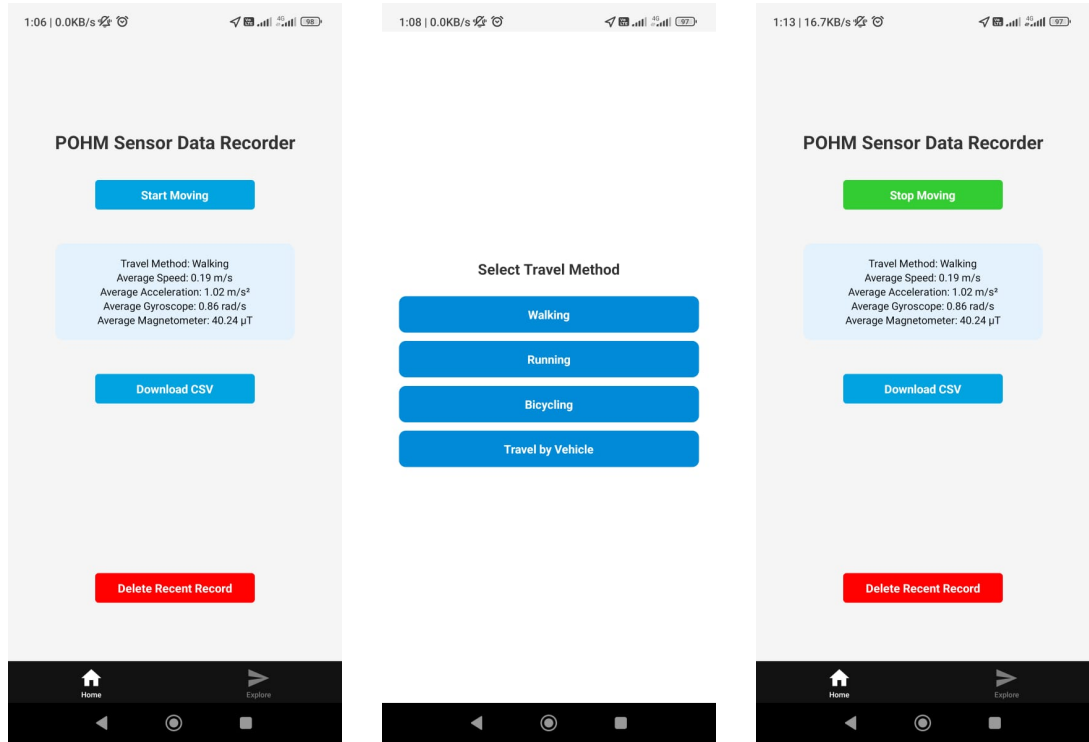 1:06 | 0.0KB/s
4G
98
POHM Sensor Data Recorder
Start Moving
Travel Method: Walking
Average Speed: 0.19 m/s
Average Acceleration: 1.02 m/s²
Average Gyroscope: 0.86 rad/s
Average Magnetometer: 40.24 μT
Download CSV
Delete Recent Record
Home
Explore
1:08 | 0.0KB/s
4G
97
Select Travel Method
Walking
Running
Bicycling
Travel by Vehicle
1:13 | 16.7KB/s
4G
97
POHM Sensor Data Recorder
Stop Moving
Travel Method: Walking
Average Speed: 0.19 m/s
Average Acceleration: 1.02 m/s²
Average Gyroscope: 0.86 rad/s
Average Magnetometer: 40.24 μT
Download CSV
Delete Recent Record
Home
Explore